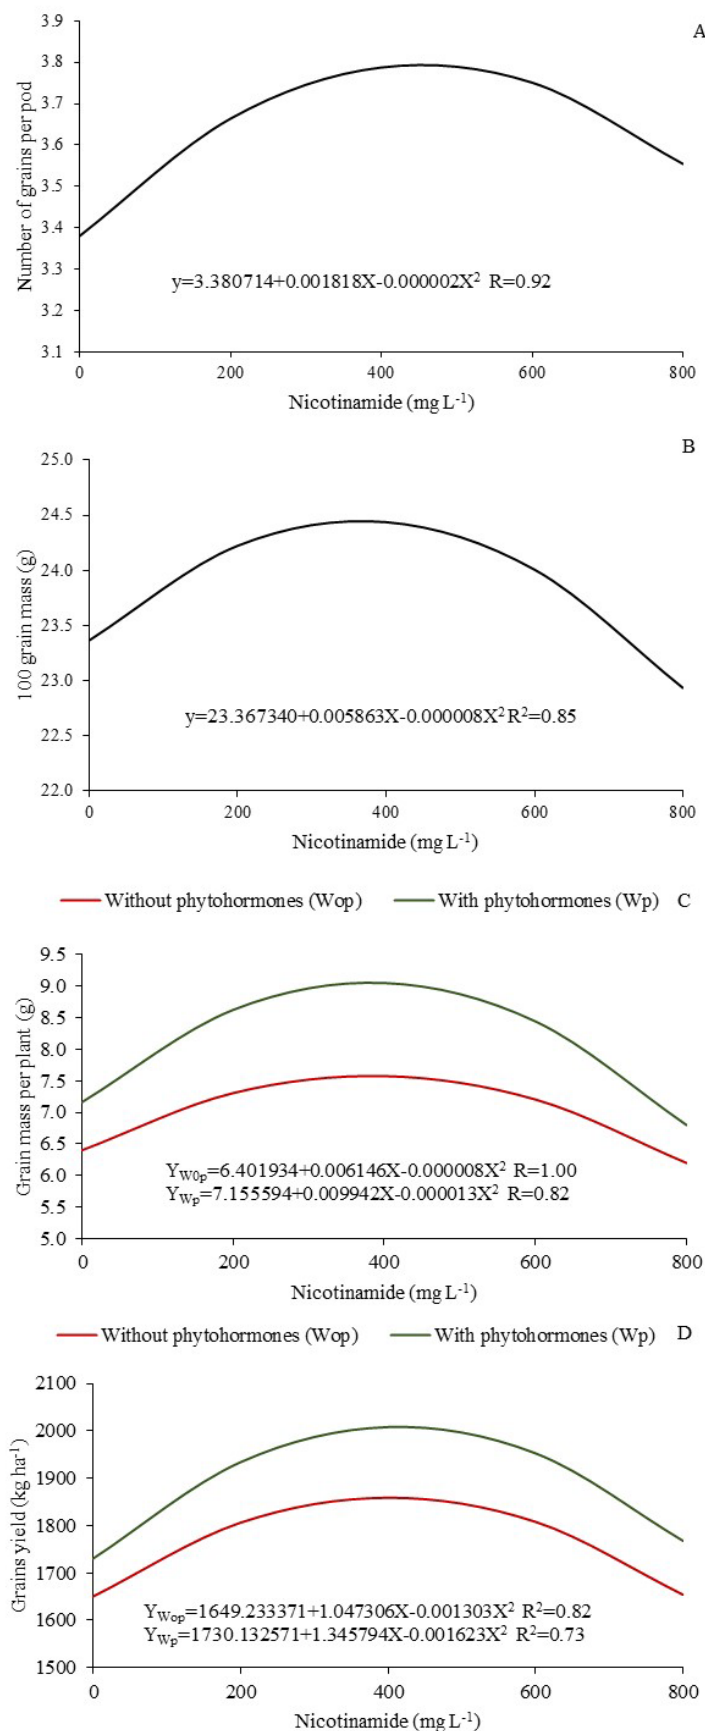 A
3.9
3.8
3.7
3.6
3.5
3.4
3.3
3.2
3.1
Number of grains per pod
y=3.380714+0.001818X-0.000002X² R=0.92
0 200 400 600 800
Nicotinamide (mg L⁻¹)
B
25.0
24.5
24.0
23.5
23.0
22.5
22.0
100 grain mass (g)
y=23.367340+0.005863X-0.000008X² R²=0.85
0 200 400 600 800
Nicotinamide (mg L⁻¹)
Without phytohormones (Wop) With phytohormones (Wp) C
9.5
9.0
8.5
8.0
7.5
7.0
6.5
6.0
5.5
5.0
Grain mass per plant (g)
Y_W0p=6.401934+0.006146X-0.000008X² R=1.00
Y_Wp=7.155594+0.009942X-0.000013X² R=0.82
0 200 400 600 800
Nicotinamide (mg L⁻¹)
Without phytohormones (Wop) With phytohormones (Wp) D
2100
2000
1900
1800
1700
1600
1500
Grains yield (kg ha⁻¹)
Y_Wop=1649.233371+1.047306X-0.001303X² R²=0.82
Y_Wp=1730.132571+1.345794X-0.001623X² R²=0.73
0 200 400 600 800
Nicotinamide (mg L⁻¹)